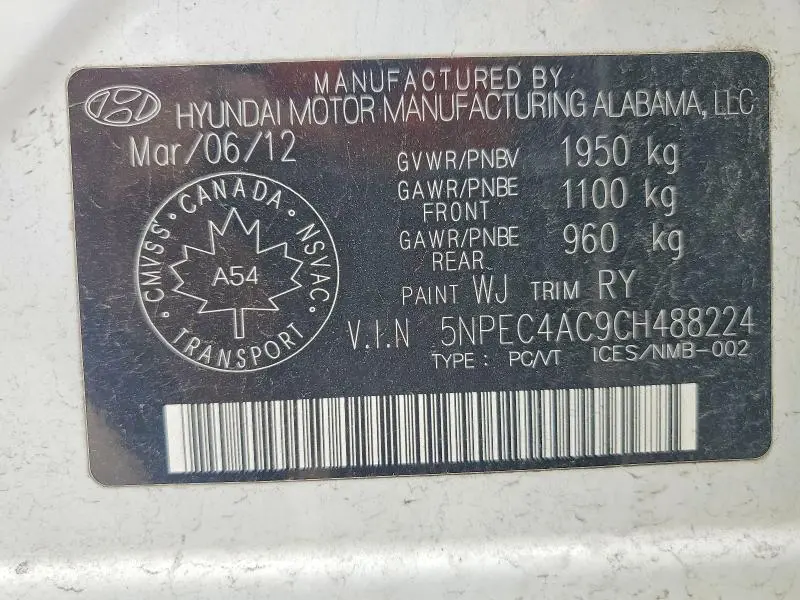 MANUFACTURED BY
HYUNDAI MOTOR MANUFACTURING ALABAMA, LLC
Mar/06/12
GVWR/PNBV 1950 kg
GAWR/PNBE 1100 kg
FRONT
GAWR/PNBE 960 kg
REAR
PAINT WJ TRIM RY
CANADA · NSVAC · TRANSPORT · CMVSS ·
A54
V.I.N 5NPEC4AC9CH488224
TYPE: PC/VT ICES/NMB-002